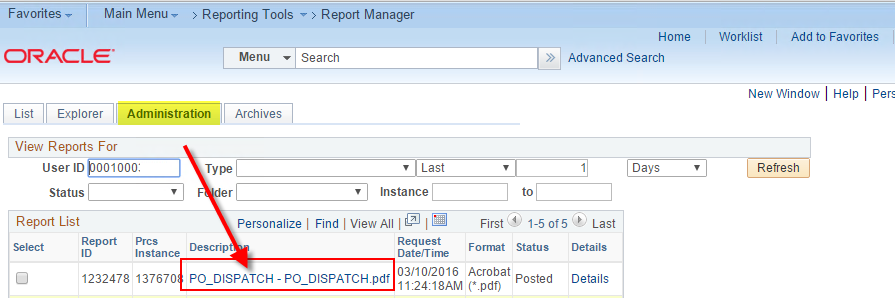 Favorites Main Menu > Reporting Tools > Report Manager
Home Worklist Add to Favorites
ORACLE Menu Search » Advanced Search
New Window | Help | Pers
List Explorer Administration Archives
View Reports For
User ID 0001000 Type Last 1 Days Refresh
Status Folder Instance to
Report List Personalize | Find | View All | | First 1-5 of 5 Last
Select Report ID Prcs Instance Description Request Date/Time Format Status Details
1232478 1376708 PO_DISPATCH - PO_DISPATCH.pdf 03/10/2016 11:24:18AM Acrobat (*.pdf) Posted Details